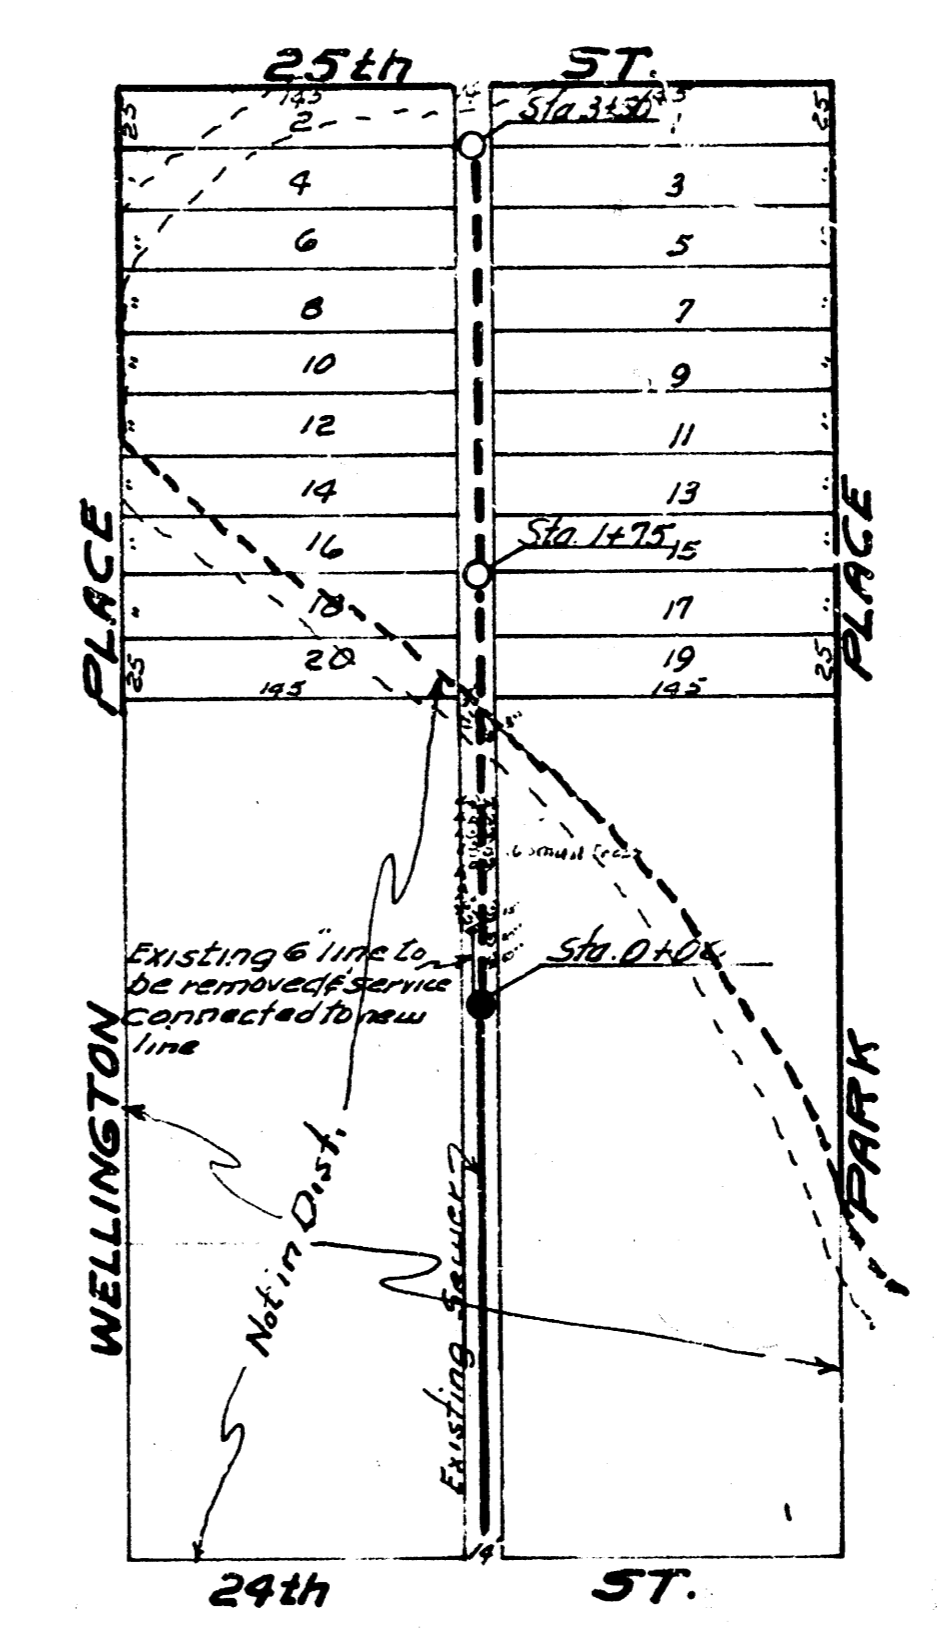 25th ST.
25 145 2 1 25
Sta. 3+50
4 3
6 5
" 8 7 "
" 10 9 "
" 12 11 "
" 14 13 "
Sta. 1+75
" 16 15 "
" 18 17 "
25 20 19 25
145 145
PLACE
PLACE
Existing 6" line to
be removed & service
connected to new
line
Sta. 0+00
WELLINGTON
PARK
Not in Dist.
Existing Sewer
14
24th ST.